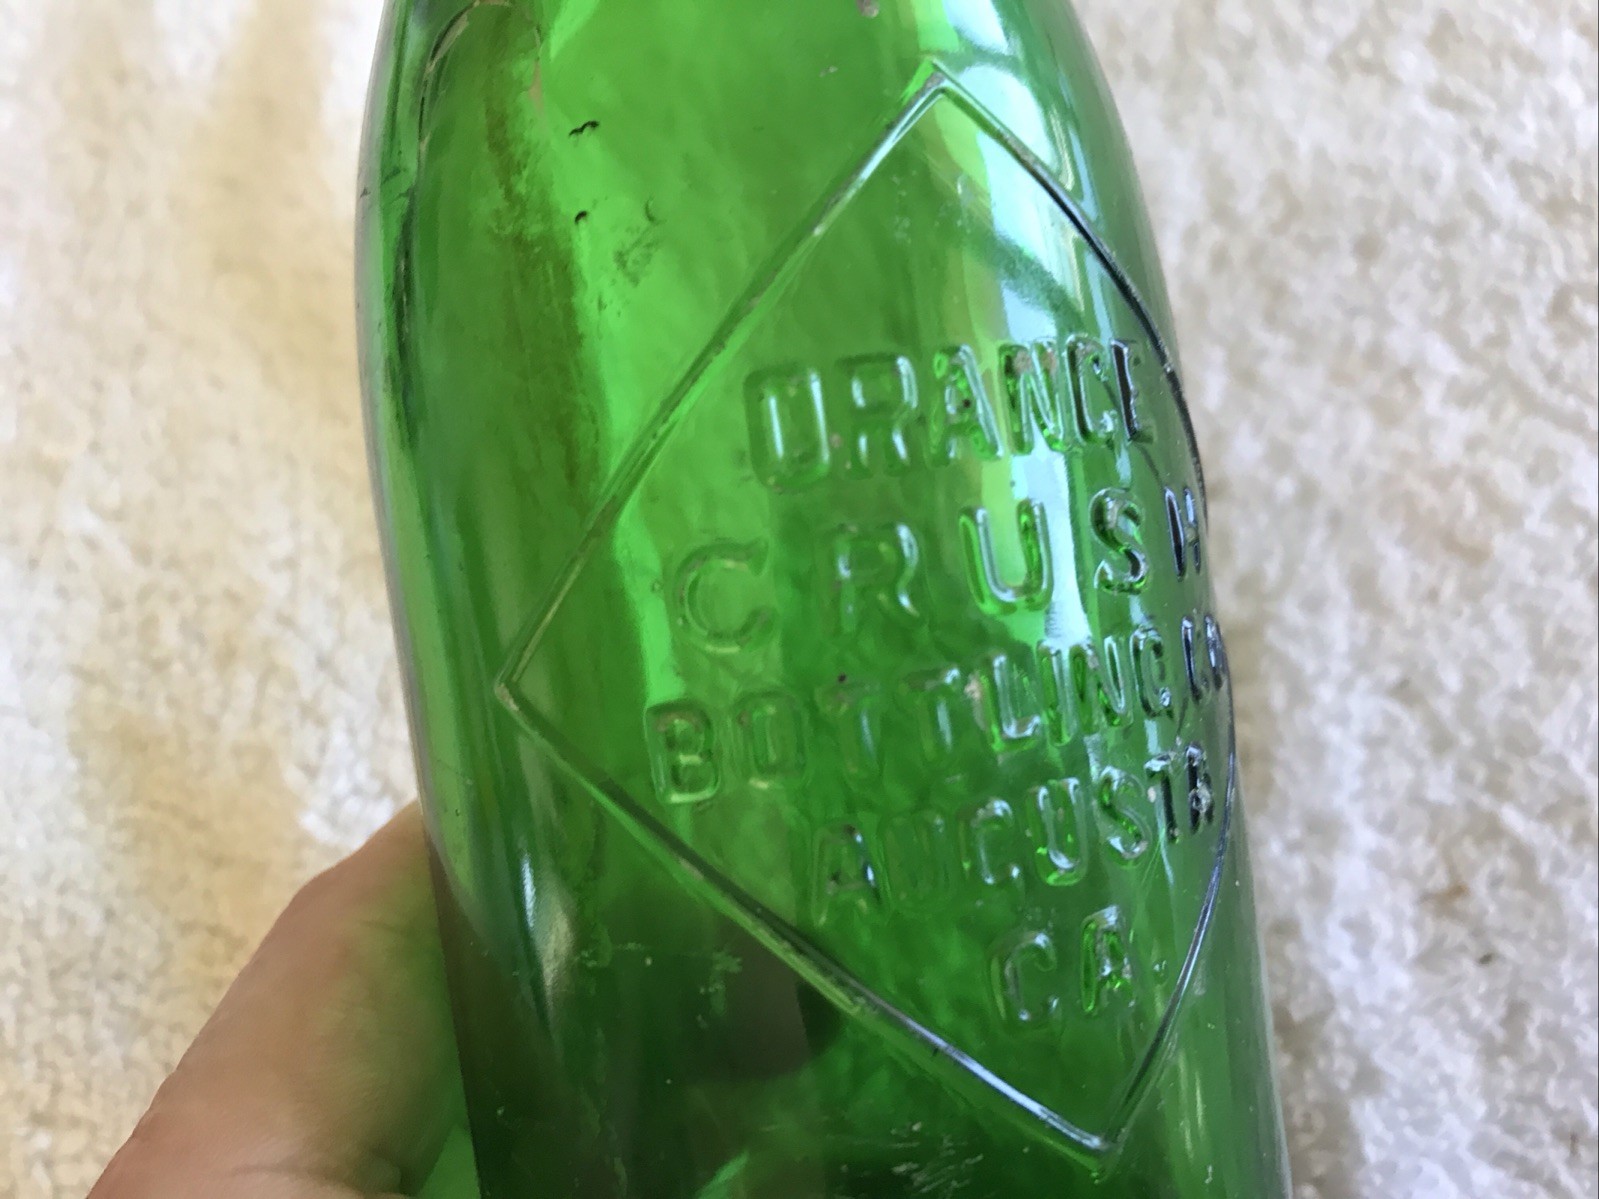 ORANGE
CRUSH
BOTTLING CO
AUGUSTA
GA.